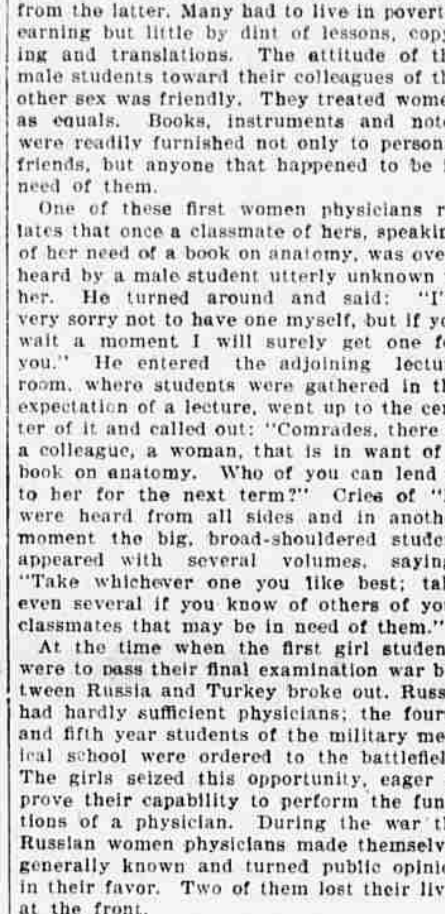 from the latter. Many had to live in povert
earning but little by dint of lessons, copy
ing and translations. The attitude of th
male students toward their colleagues of th
other sex was friendly. They treated wome
as equals. Books, instruments and note
were readily furnished not only to person
friends, but anyone that happened to be i
need of them.
One of these first women physicians r
lates that once a classmate of hers, speakin
of her need of a book on anatomy, was ove
heard by a male student utterly unknown
her. He turned around and said: "I'
very sorry not to have one myself, but if yo
wait a moment I will surely get one fo
you." He entered the adjoining lectu
room, where students were gathered in th
expectation of a lecture, went up to the cen
ter of it and called out: "Comrades, there
a colleague, a woman, that is in want of
book on anatomy. Who of you can lend
to her for the next term?" Cries of "
were heard from all sides and in anoth
moment the big, broad-shouldered studen
appeared with several volumes, saying
"Take whichever one you like best; tak
even several if you know of others of you
classmates that may be in need of them."
At the time when the first girl studen
were to pass their final examination war b
tween Russia and Turkey broke out. Russ
had hardly sufficient physicians; the four
and fifth year students of the military me
ical school were ordered to the battlefiel
The girls seized this opportunity, eager
prove their capability to perform the fun
tions of a physician. During the war th
Russian women physicians made themselv
generally known and turned public opinio
in their favor. Two of them lost their liv
at the front.